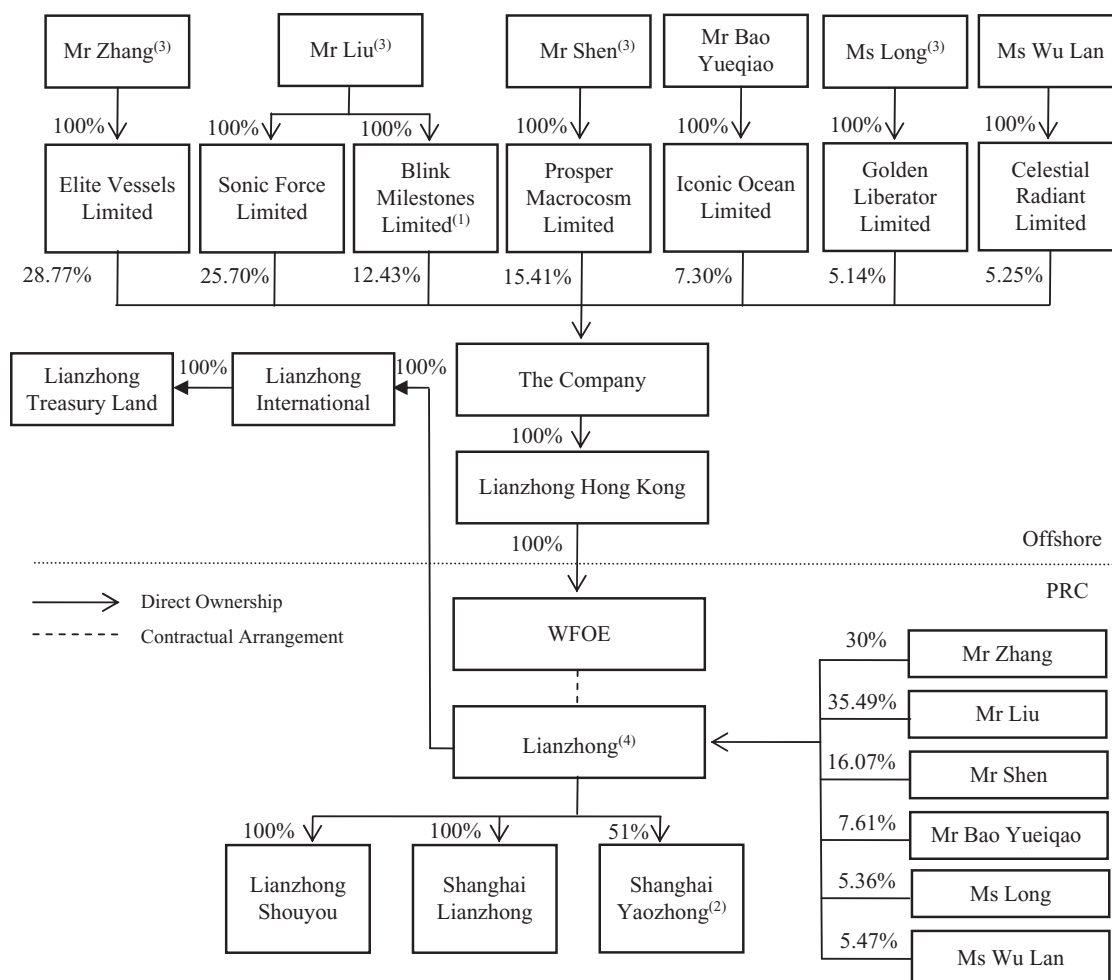 Mr Zhang(3)
Mr Liu(3)
Mr Shen(3)
Mr Bao
Yueqiao
Ms Long(3)
Ms Wu Lan
100%
100%
100%
100%
100%
100%
100%
Elite Vessels
Limited
Sonic Force
Limited
Blink
Milestones
Limited(1)
Prosper
Macrocosm
Limited
Iconic Ocean
Limited
Golden
Liberator
Limited
Celestial
Radiant
Limited
28.77%
25.70%
12.43%
15.41%
7.30%
5.14%
5.25%
Lianzhong
Treasury Land
100%
Lianzhong
International
100%
The Company
100%
Lianzhong Hong Kong
100%
Offshore
PRC
Direct Ownership
Contractual Arrangement
WFOE
Lianzhong(4)
30%
Mr Zhang
35.49%
Mr Liu
16.07%
Mr Shen
7.61%
Mr Bao Yueiqao
5.36%
Ms Long
5.47%
Ms Wu Lan
100%
100%
51%
Lianzhong
Shouyou
Shanghai
Lianzhong
Shanghai
Yaozhong(2)